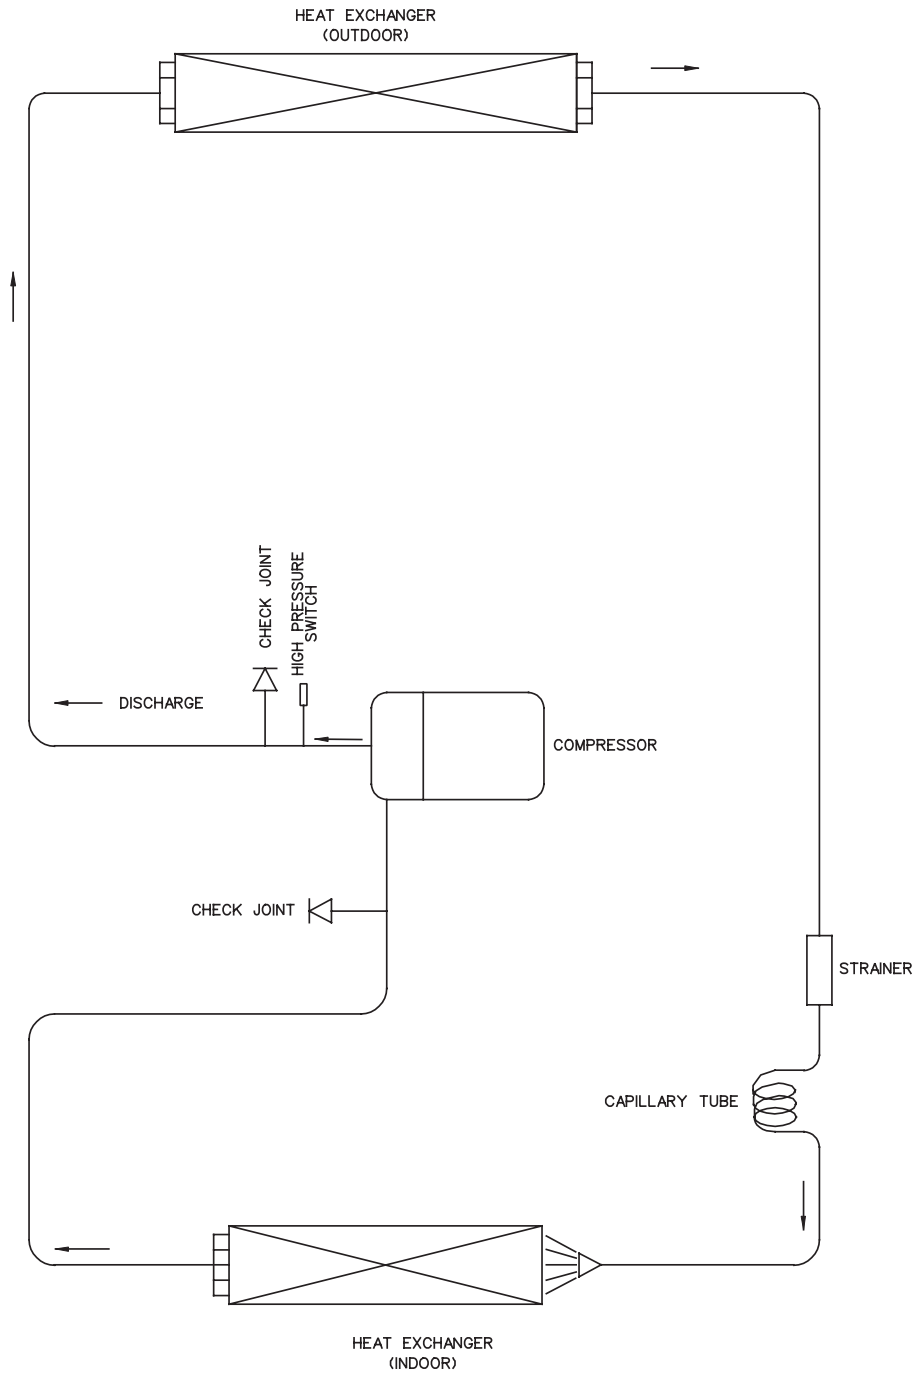 HEAT EXCHANGER
(OUTDOOR)
CHECK JOINT
HIGH PRESSURE
SWITCH
DISCHARGE
COMPRESSOR
CHECK JOINT
STRAINER
CAPILLARY TUBE
HEAT EXCHANGER
(INDOOR)